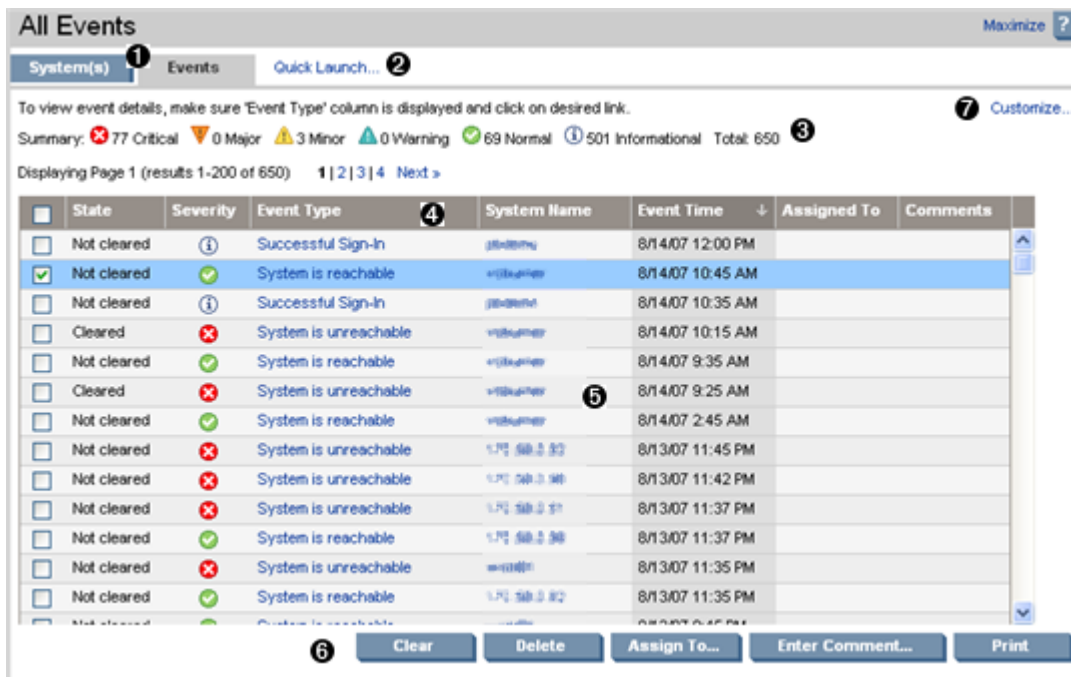 All Events
Maximize ?
System(s) 1 Events Quick Launch... 2
To view event details, make sure 'Event Type' column is displayed and click on desired link. 7 Customize...
Summary: 77 Critical 0 Major 3 Minor 0 Warning 69 Normal 501 Informational Total: 650 3
Displaying Page 1 (results 1-200 of 650) 1 | 2 | 3 | 4 Next »
State Severity Event Type 4 System Name Event Time ↓ Assigned To Comments
Not cleared Successful Sign-In 8/14/07 12:00 PM
Not cleared System is reachable 8/14/07 10:45 AM
Not cleared Successful Sign-In 8/14/07 10:35 AM
Cleared System is unreachable 8/14/07 10:15 AM
Not cleared System is reachable 8/14/07 9:35 AM
Cleared System is unreachable 5 8/14/07 9:25 AM
Not cleared System is reachable 8/14/07 2:45 AM
Not cleared System is unreachable 8/13/07 11:45 PM
Not cleared System is unreachable 8/13/07 11:42 PM
Not cleared System is unreachable 8/13/07 11:37 PM
Not cleared System is reachable 8/13/07 11:37 PM
Not cleared System is unreachable 8/13/07 11:35 PM
Not cleared System is reachable 8/13/07 11:35 PM
6 Clear Delete Assign To... Enter Comment... Print